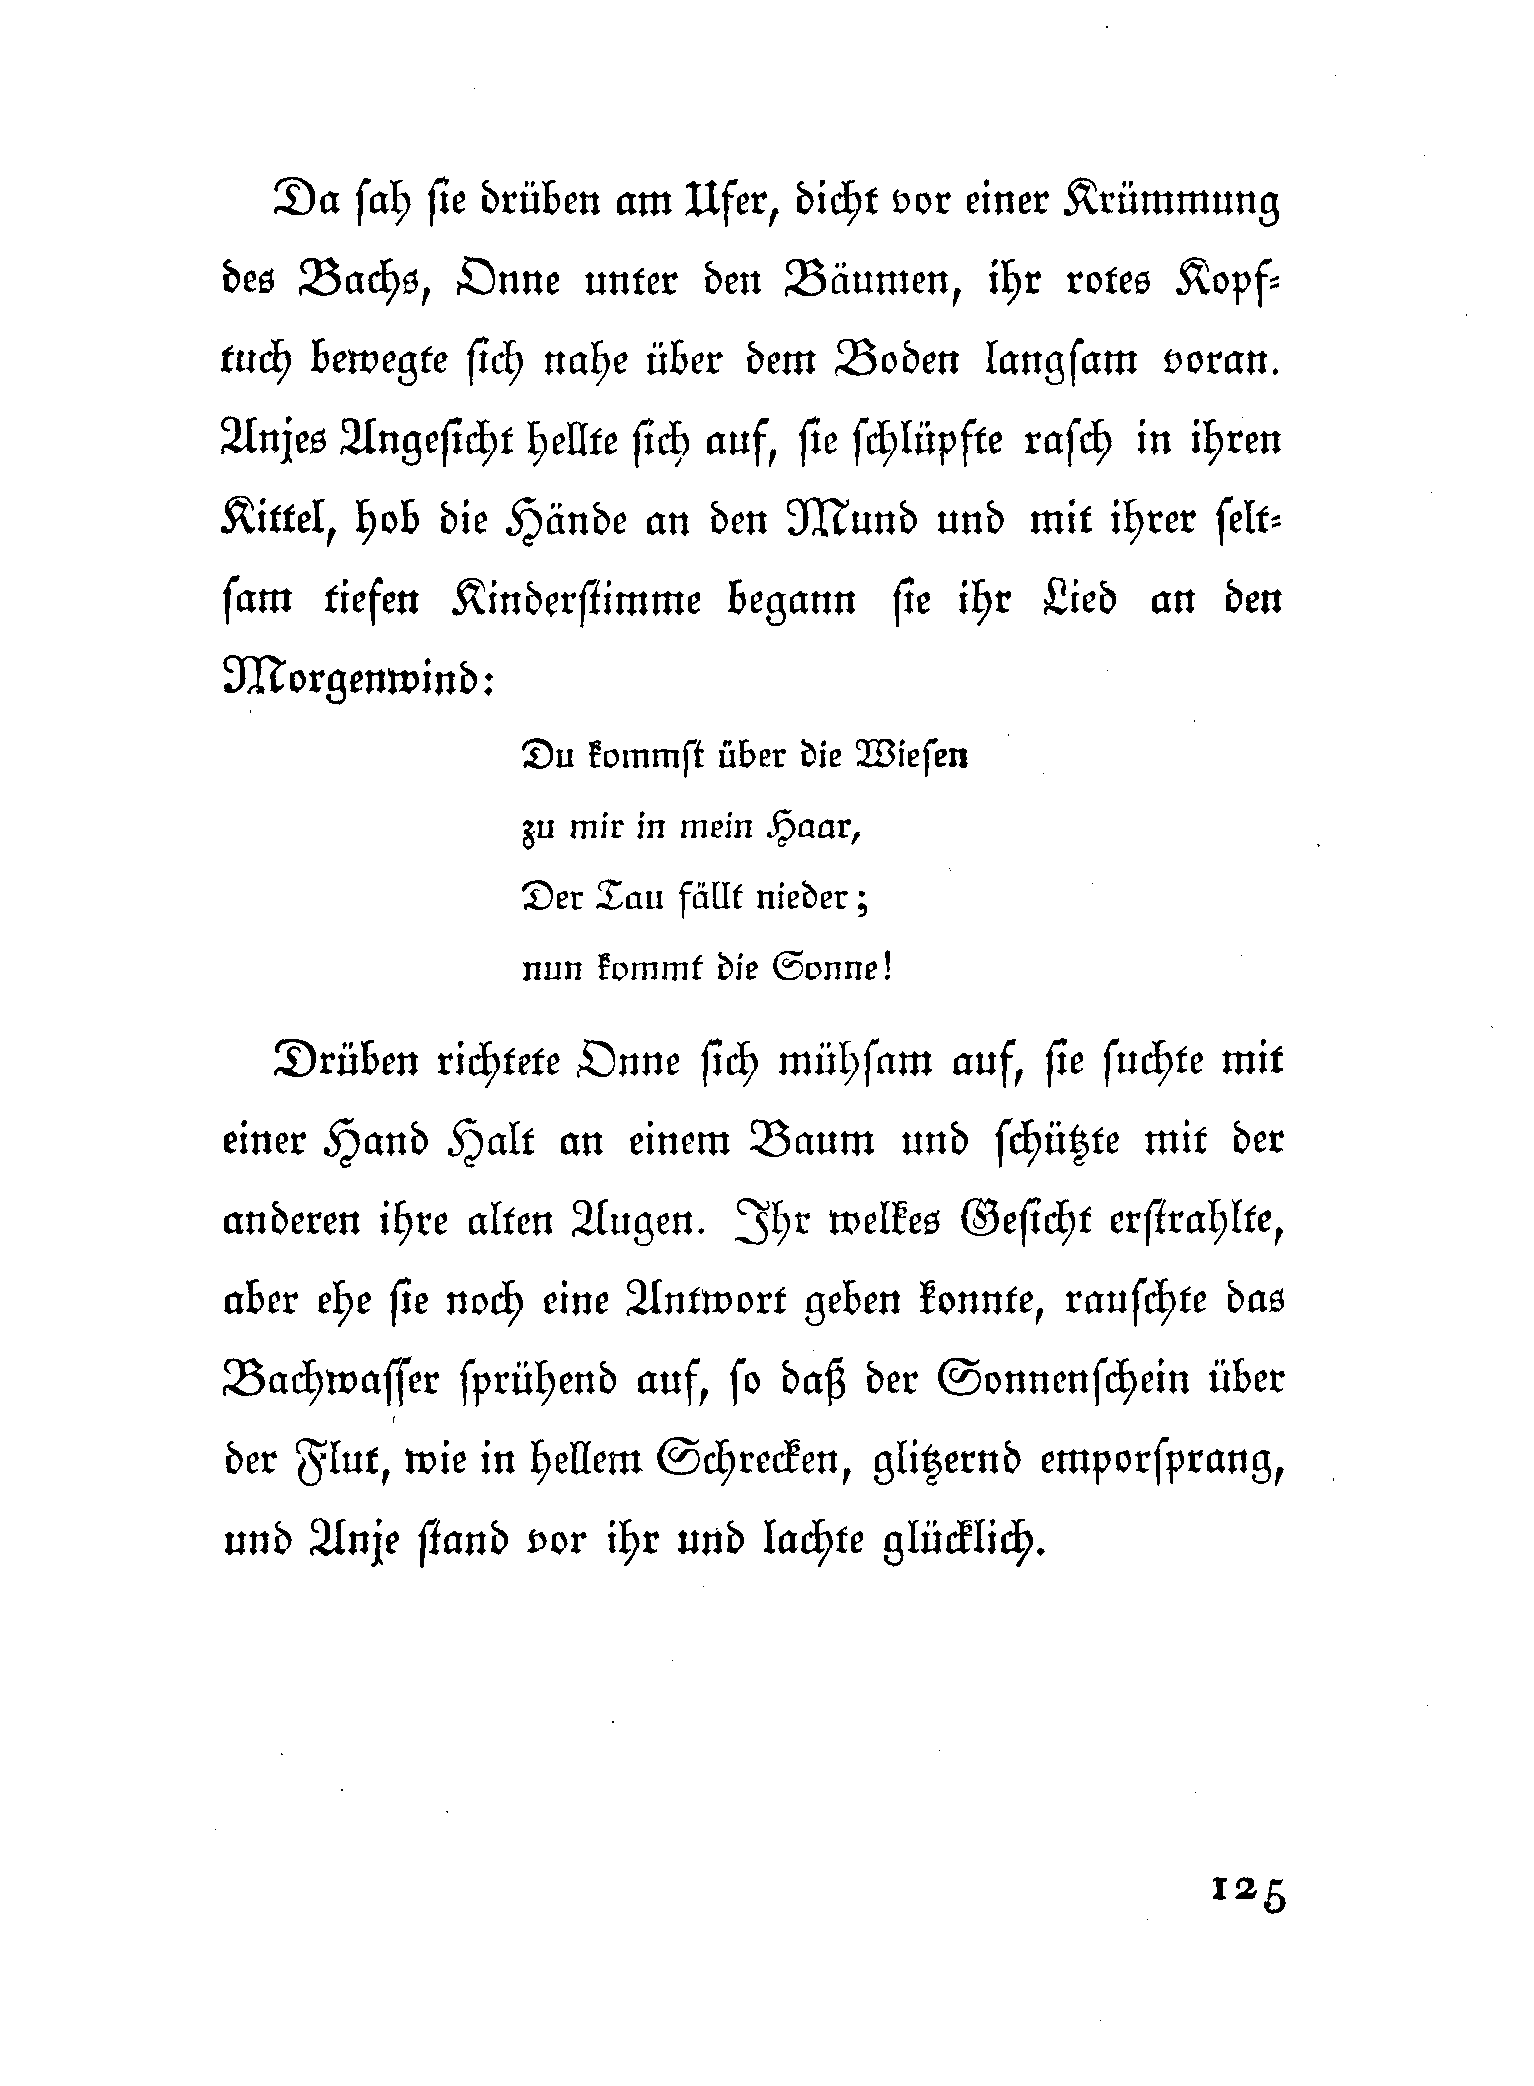 Da sah sie drüben am Ufer, dicht vor einer Krümmung
des Bachs, Onne unter den Bäumen, ihr rotes Kopf-
tuch bewegte sich nahe über dem Boden langsam voran.
Anjes Angesicht hellte sich auf, sie schlüpfte rasch in ihren
Kittel, hob die Hände an den Mund und mit ihrer selt-
sam tiefen Kinderstimme begann sie ihr Lied an den
Morgenwind:
Du kommst über die Wiesen
zu mir in mein Haar,
Der Tau fällt nieder;
nun kommt die Sonne!
Drüben richtete Onne sich mühsam auf, sie suchte mit
einer Hand Halt an einem Baum und schützte mit der
anderen ihre alten Augen. Ihr welkes Gesicht erstrahlte,
aber ehe sie noch eine Antwort geben konnte, rauschte das
Bachwasser sprühend auf, so daß der Sonnenschein über
der Flut, wie in hellem Schrecken, glitzernd emporsprang,
und Anje stand vor ihr und lachte glücklich.
125